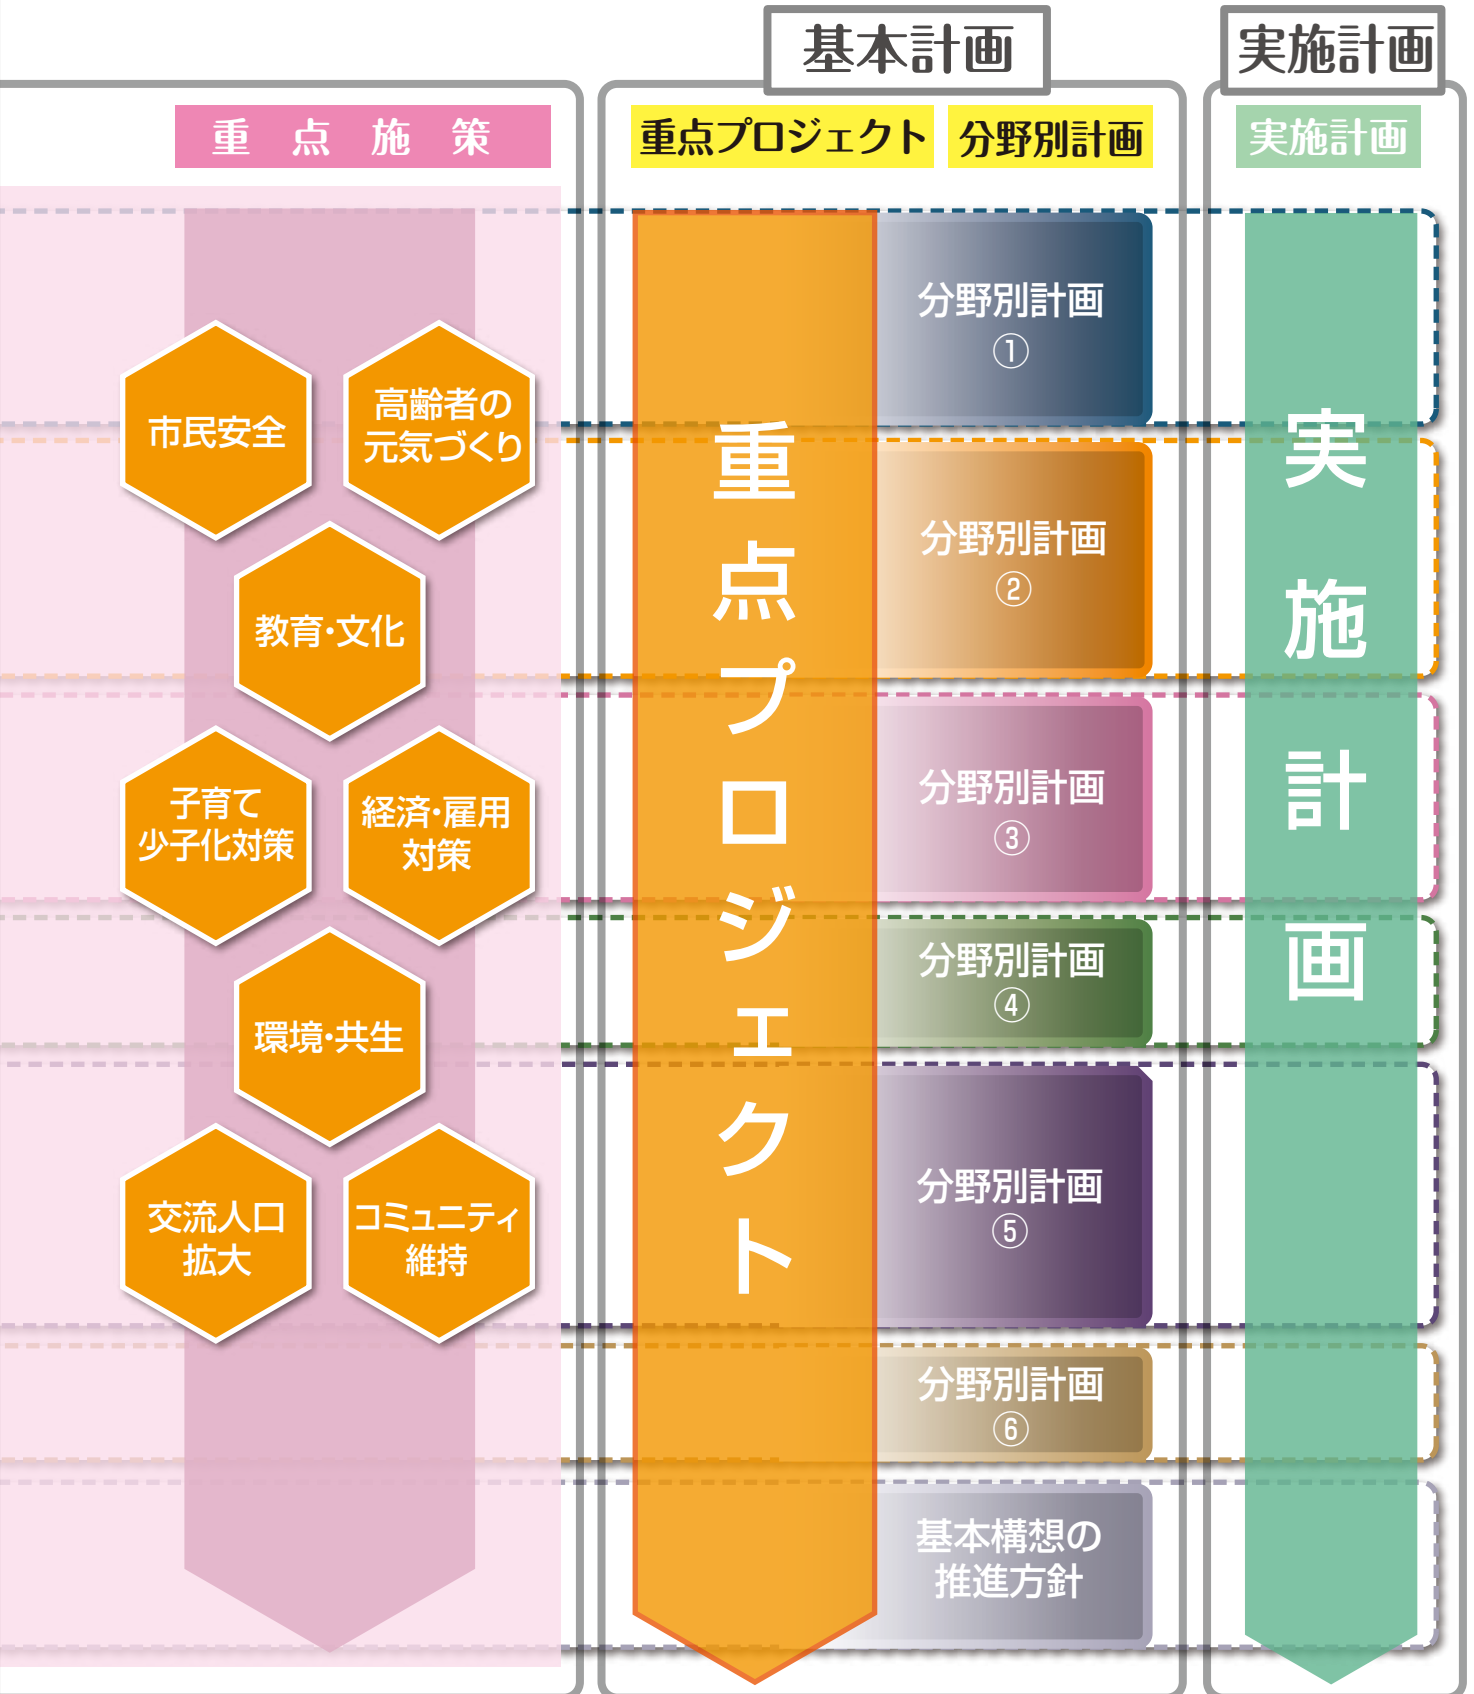 基本計画
実施計画
重点施策
重点プロジェクト
分野別計画
実施計画
市民安全
高齢者の
元気づくり
教育・文化
子育て
少子化対策
経済・雇用
対策
環境・共生
交流人口
拡大
コミュニティ
維持
重点プロジェクト
分野別計画
①
分野別計画
②
分野別計画
③
分野別計画
④
分野別計画
⑤
分野別計画
⑥
基本構想の
推進方針
実施計画